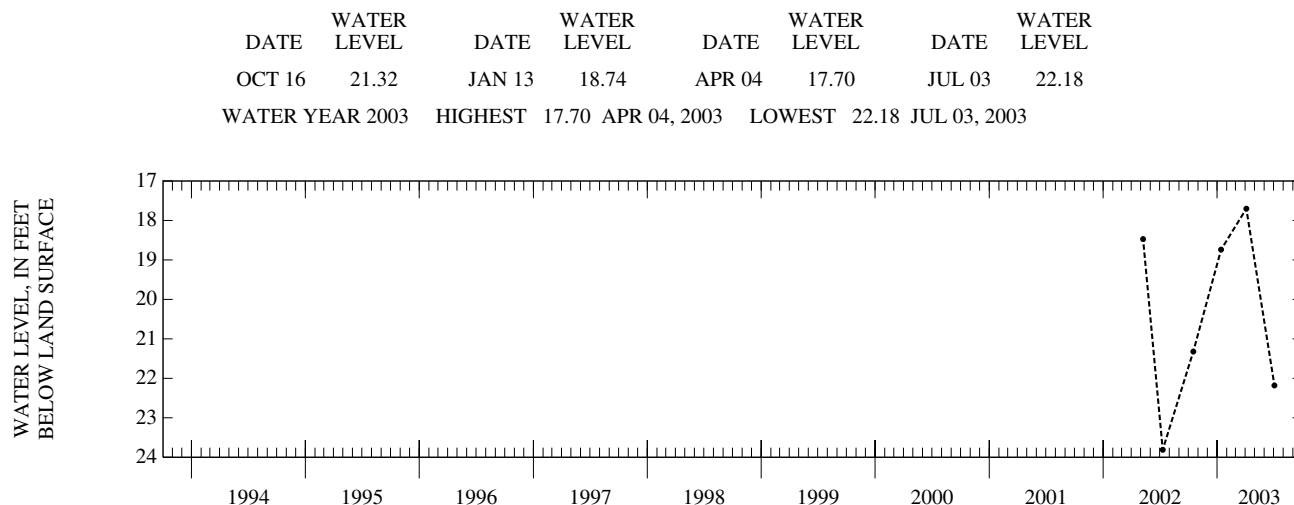 WATER WATER WATER WATER
DATE LEVEL DATE LEVEL DATE LEVEL DATE LEVEL
OCT 16 21.32 JAN 13 18.74 APR 04 17.70 JUL 03 22.18
WATER YEAR 2003 HIGHEST 17.70 APR 04, 2003 LOWEST 22.18 JUL 03, 2003
WATER LEVEL, IN FEET
BELOW LAND SURFACE
17
18
19
20
21
22
23
24
1994 1995 1996 1997 1998 1999 2000 2001 2002 2003